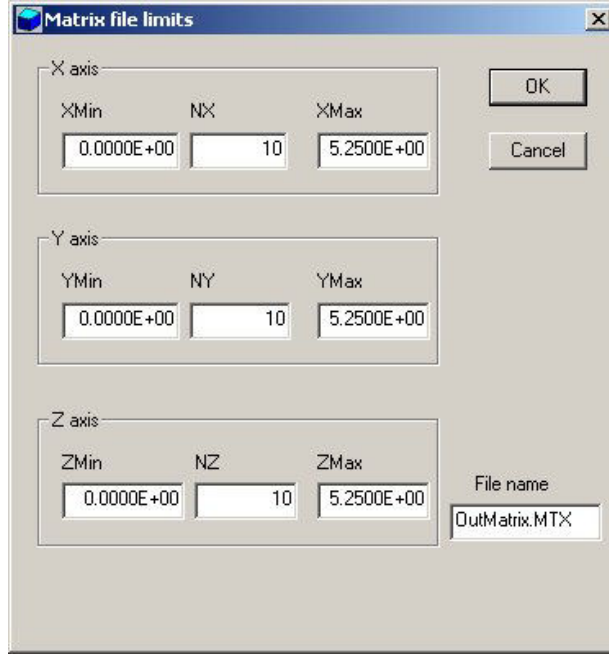 Matrix file limits
X axis
OK
XMin NX XMax
0.0000E+00 10 5.2500E+00
Cancel
Y axis
YMin NY YMax
0.0000E+00 10 5.2500E+00
Z axis
ZMin NZ ZMax
File name
0.0000E+00 10 5.2500E+00
OutMatrix.MTX